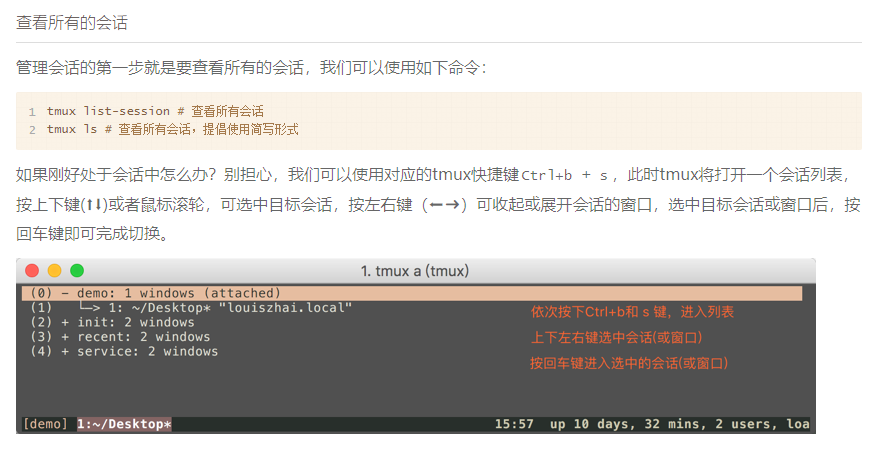 查看所有的会话
管理会话的第一步就是要查看所有的会话，我们可以使用如下命令：
1 tmux list-session # 查看所有会话
2 tmux ls # 查看所有会话，提倡使用简写形式
如果刚好处于会话中怎么办？别担心，我们可以使用对应的tmux快捷键Ctrl+b + s，此时tmux将打开一个会话列表，
按上下键(⬆⬇)或者鼠标滚轮，可选中目标会话，按左右键（⬅➡）可收起或展开会话的窗口，选中目标会话或窗口后，按
回车键即可完成切换。
1. tmux a (tmux)
(0) - demo: 1 windows (attached)
(1) └─> 1: ~/Desktop* "louiszhai.local"
(2) + init: 2 windows
(3) + recent: 2 windows
(4) + service: 2 windows
依次按下Ctrl+b和 s 键，进入列表
上下左右键选中会话(或窗口)
按回车键进入选中的会话(或窗口)
[demo] 1:~/Desktop* 15:57 up 10 days, 32 mins, 2 users, loa